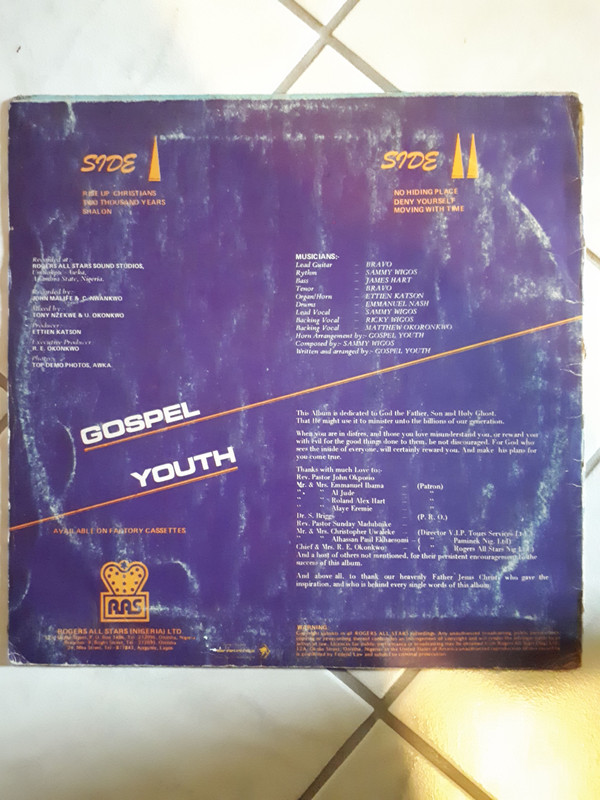 SIDE I
RISE UP CHRISTIANS
TWO THOUSAND YEARS
SHALON
SIDE II
NO HIDING PLACE
DENY YOURSELF
MOVING WITH TIME
Recorded at
ROGERS ALL STARS SOUND STUDIOS,
Awka,
Anambra State, Nigeria.
Recorded by:-
JOHN MALIFE & C. NWANKWO
Mixed by
TONY NZEKWE & U. OKONKWO
Producer
ETTIEN KATSON
Executive Producer
R. E. OKONKWO
Photos
TOP DEMO PHOTOS, AWKA.
MUSICIANS:-
Lead Guitar - BRAVO
Rythm - SAMMY WIGOS
Bass - JAMES HART
Tenor - BRAVO
Organ/Horn - ETTIEN KATSON
Drums - EMMANUEL NASH
Lead Vocal - SAMMY WIGOS
Backing Vocal - RICKY WIGOS
Backing Vocal - MATTHEW OKORONKWO
Horn Arrangement by:- GOSPEL YOUTH
Composed by:- SAMMY WIGOS
Written and arranged by:- GOSPEL YOUTH
GOSPEL
YOUTH
This Album is dedicated to God the Father, Son and Holy Ghost.
That He might use it to minister unto the billions of our generation.
When you are in distres, and those you love misunderstand you, or reward you
with evil for the good things done to them, be not discouraged. For God who
sees the inside of everyone, will certainly reward you. And make his plans for
you come true.
Thanks with much Love to:-
Rev. Pastor John Okporio
Mr. & Mrs. Emmanuel Ibama - (Patron)
" " Al Jude - "
" " Roland Alex Hart - "
" " Maye Eremie - "
Dr. S. Briggs - (P. R. O.)
Rev. Pastor Sunday Madubuike
Mr. & Mrs. Christopher Uwaleke - (Director V.I.P. Tours Services Ltd.)
" " Alhassan Paul Ekhaeomi - ( " Paminek Nig. Ltd)
Chief & Mrs. R. E. Okonkwo - ( " Rogers All Stars Nig. Ltd.)
And a host of others not mentioned, for their persistent encouragement to the
success of this album.
And above all, to thank our heavenly Father Jesus Christ, who gave the
inspiration, and who is behind every single words of this album.
AVAILABLE ON FACTORY CASSETTES
RAS
ROGERS ALL STARS (NIGERIA) LTD.
WARNING